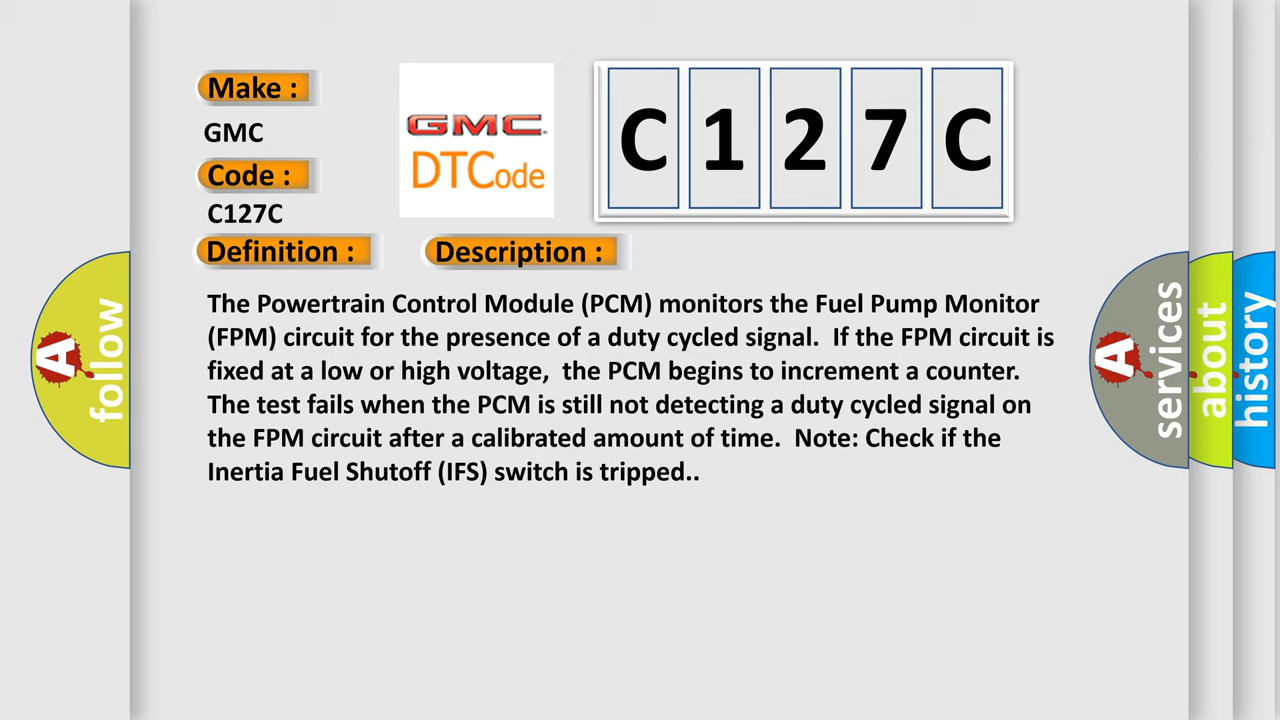 Make :
GMC
Code :
C127C
GMC
DTCode
C 1 2 7 C
Definition :
Description :
The Powertrain Control Module (PCM) monitors the Fuel Pump Monitor
(FPM) circuit for the presence of a duty cycled signal. If the FPM circuit is
fixed at a low or high voltage, the PCM begins to increment a counter.
The test fails when the PCM is still not detecting a duty cycled signal on
the FPM circuit after a calibrated amount of time. Note: Check if the
Inertia Fuel Shutoff (IFS) switch is tripped..
A follow
A services
about
history